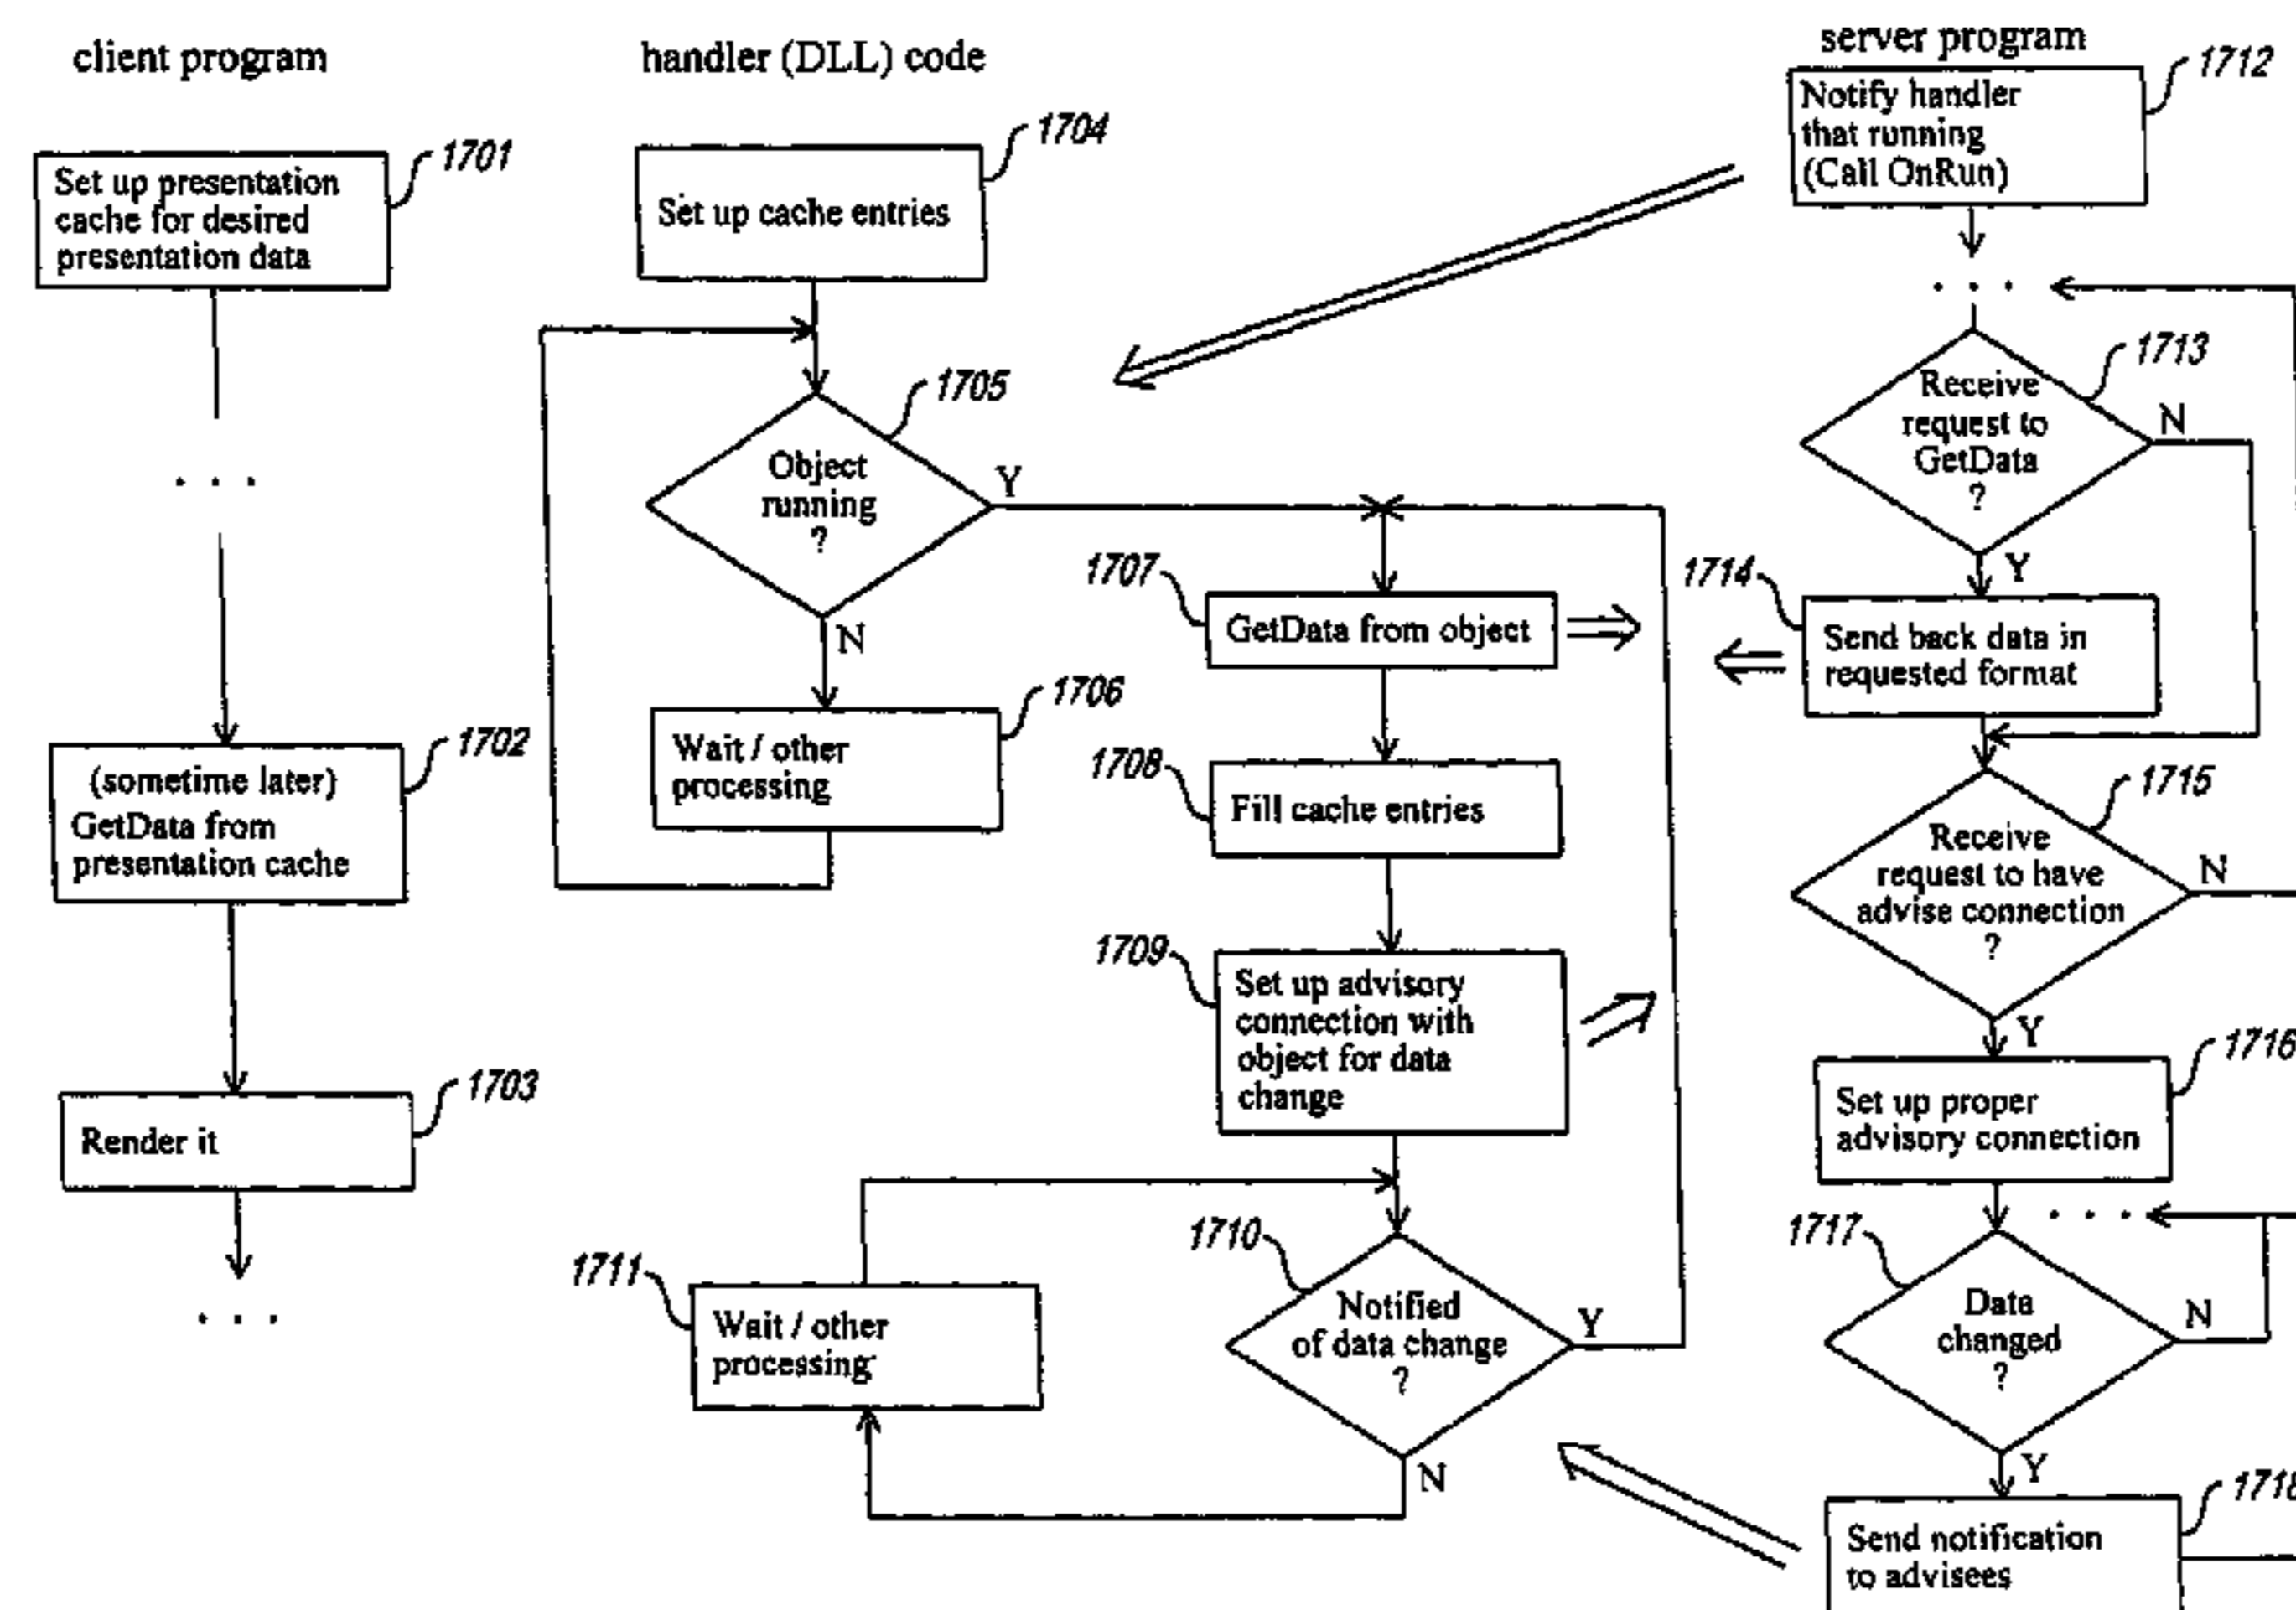 client program
1701
Set up presentation
cache for desired
presentation data
. . .
1702
(sometime later)
GetData from
presentation cache
1703
Render it
. . .
handler (DLL) code
1704
Set up cache entries
1705
Object
running
?
Y
N
1706
Wait / other
processing
1707
GetData from object
1708
Fill cache entries
1709
Set up advisory
connection with
object for data
change
1710
Notified
of data change
?
Y
N
1711
Wait / other
processing
server program
1712
Notify handler
that running
(Call OnRun)
. . .
1713
Receive
request to
GetData
?
N
Y
1714
Send back data in
requested format
1715
Receive
request to have
advise connection
?
N
Y
1716
Set up proper
advisory connection
. . .
1717
Data
changed
?
N
Y
1718
Send notification
to advisees